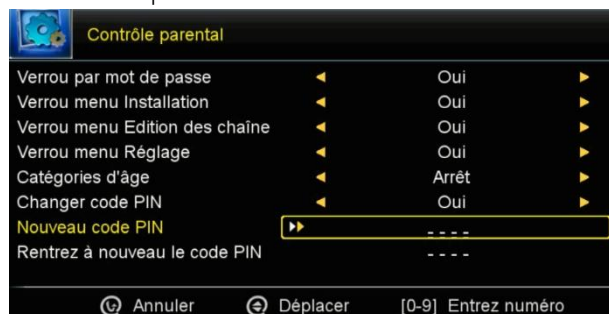 Contrôle parental
Verrou par mot de passe Oui
Verrou menu Installation Oui
Verrou menu Edition des chaîne Oui
Verrou menu Réglage Oui
Catégories d'âge Arrêt
Changer code PIN Oui
Nouveau code PIN - - - -
Rentrez à nouveau le code PIN - - - -
Annuler Déplacer [0-9] Entrez numéro